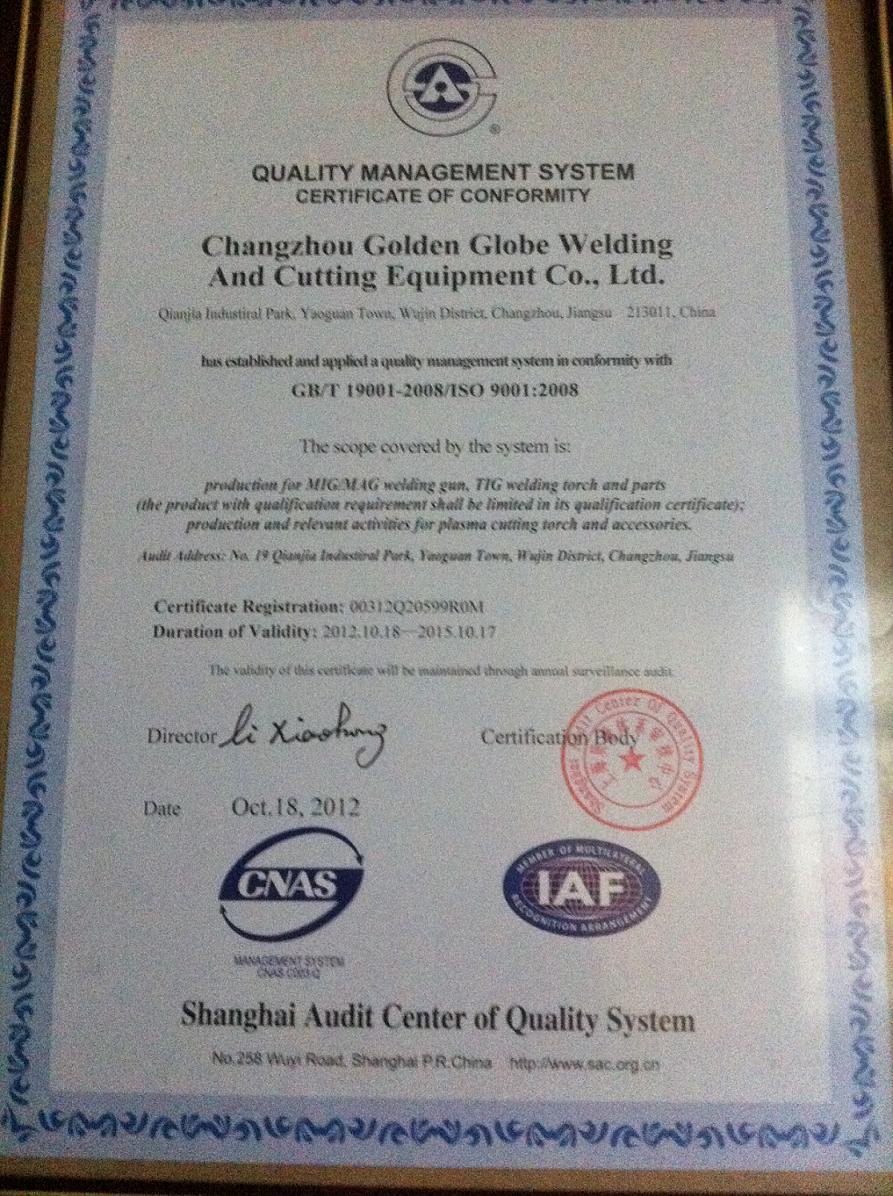 ®
QUALITY MANAGEMENT SYSTEM
CERTIFICATE OF CONFORMITY
Changzhou Golden Globe Welding
And Cutting Equipment Co., Ltd.
Qianjia Industiral Park, Yaoguan Town, Wujin District, Changzhou, Jiangsu 213011, China
has established and applied a quality management system in conformity with
GB/T 19001-2008/ISO 9001:2008
The scope covered by the system is:
production for MIG/MAG welding gun, TIG welding torch and parts
(the product with qualification requirement shall be limited in its qualification certificate);
production and relevant activities for plasma cutting torch and accessories.
Audit Address: No. 19 Qianjia Industiral Park, Yaoguan Town, Wujin District, Changzhou, Jiangsu
Certificate Registration: 00312Q20599R0M
Duration of Validity: 2012.10.18—2015.10.17
The validity of this certificate will be maintained through annual surveillance audit.
Director li Xiaohong
Certification Body
Shanghai Audit Center Of Quality System
Date Oct.18, 2012
CNAS
MANAGEMENT SYSTEM
CNAS C003-Q
MEMBER OF MULTILATERAL
IAF
RECOGNITION ARRANGEMENT
Shanghai Audit Center of Quality System
No.258 Wuyi Road, Shanghai P.R.China http://www.sac.org.cn